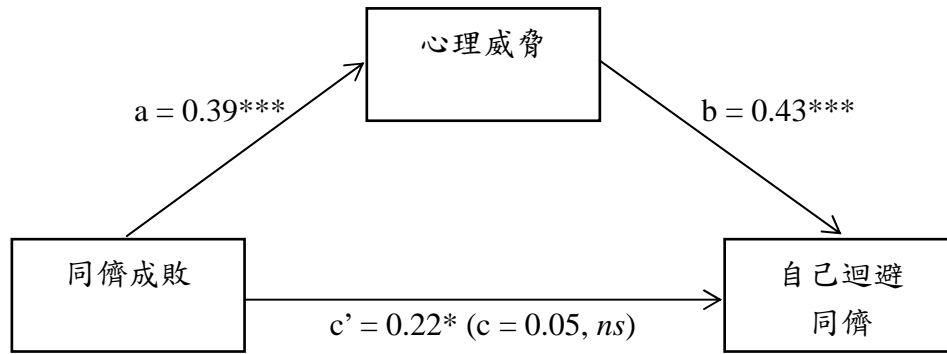 心理威脅
a = 0.39***
b = 0.43***
同儕成敗
自己迴避
同儕
c’ = 0.22* (c = 0.05, ns)